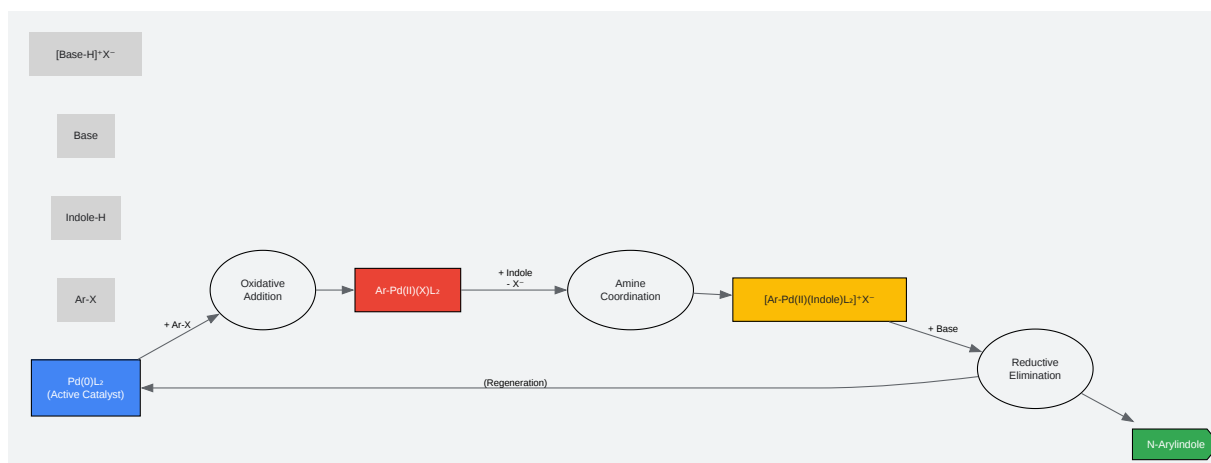 [Base-H]⁺X⁻
Base
Indole-H
Ar-X
Pd(0)L₂
(Active Catalyst)
+ Ar-X
Oxidative
Addition
Ar-Pd(II)(X)L₂
+ Indole
- X⁻
Amine
Coordination
[Ar-Pd(II)(Indole)L₂]⁺X⁻
+ Base
Reductive
Elimination
(Regeneration)
N-Arylindole